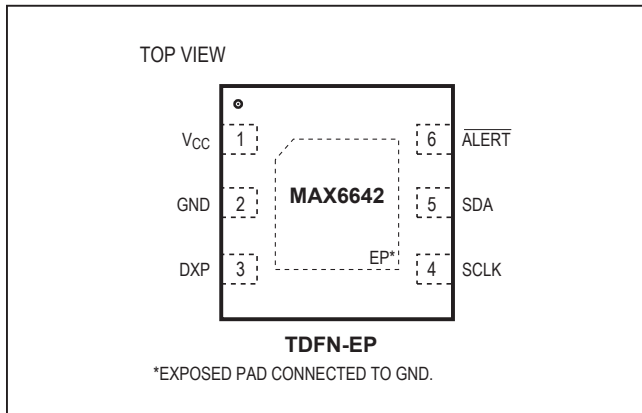 TOP VIEW
VCC 1 6 ALERT
MAX6642
GND 2 5 SDA
EP*
DXP 3 4 SCLK
TDFN-EP
*EXPOSED PAD CONNECTED TO GND.